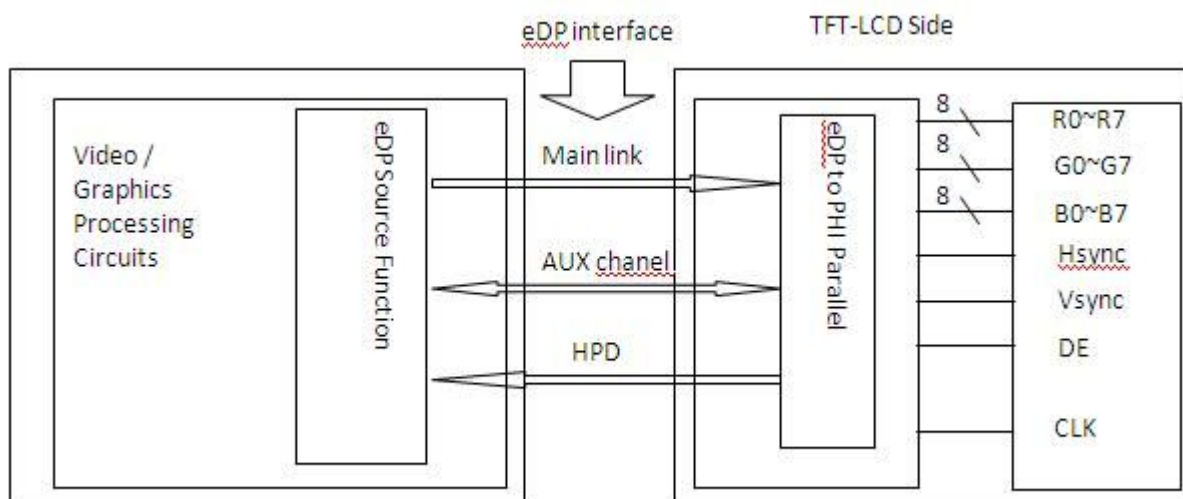 eDP interface
TFT-LCD Side
Video /
Graphics
Processing
Circuits
eDP Source Function
Main link
AUX chanel
HPD
eDP to PHI Parallel
8
R0~R7
8
G0~G7
8
B0~B7
Hsync
Vsync
DE
CLK